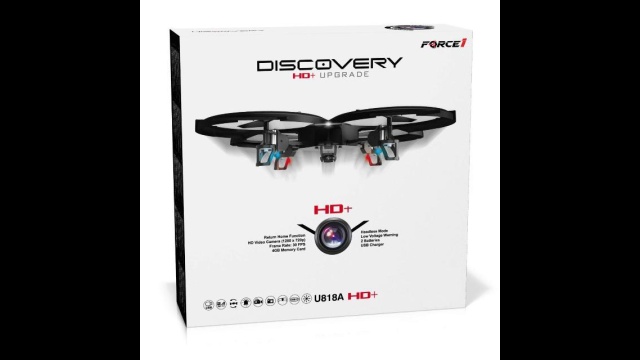 FORCE1
DISCOVERY
HD+ UPGRADE
HD+
Return Home Function
HD Video Camera (1280 x 720p)
Frame Rate: 30 FPS
4GB Memory Card
Headless Mode
Low Voltage Warning
2 Batteries
USB Charger
U818A HD+